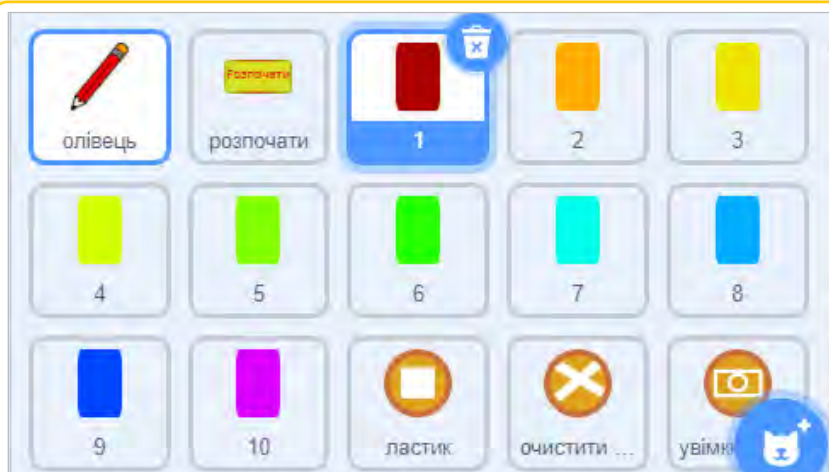 Розпочати
олівець розпочати 1 2 3
4 5 6 7 8
9 10 ластик очистити ... увімк